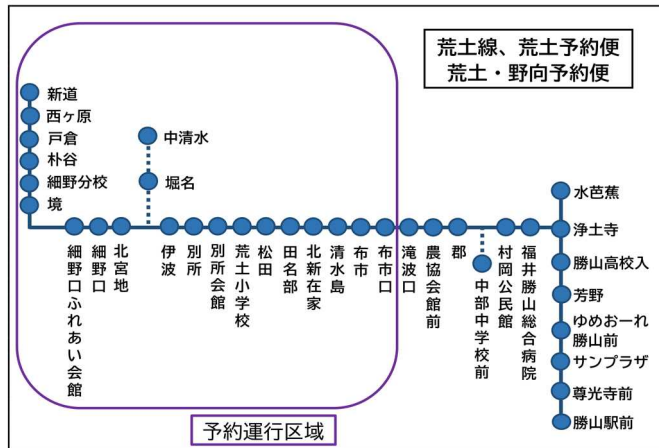 荒土線、荒土予約便
荒土・野向予約便
新道
西ヶ原
戸倉
朴谷
細野分校
境
中清水
堀名
細野口ふれあい会館
細野口
北宮地
伊波
別所
別所会館
荒土小学校
松田
田名部
北新在家
清水島
布市
布市口
滝波口
農協会館前
郡
中部中学校前
村岡公民館
福井勝山総合病院
水芭蕉
浄土寺
勝山高校入
芳野
ゆめおーれ
勝山前
サンプラザ
尊光寺前
勝山駅前
予約運行区域